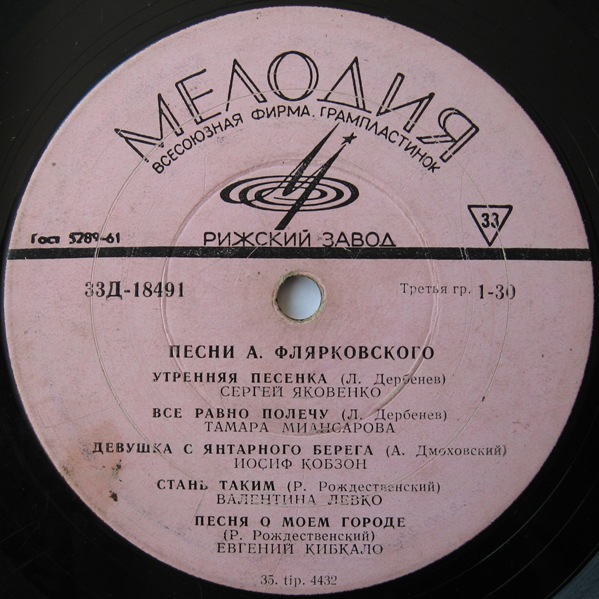 МЕЛОДИЯ
ВСЕСОЮЗНАЯ ФИРМА ГРАМПЛАСТИНОК
33
РИЖСКИЙ ЗАВОД
Гост 5289-61
33Д-18491
Третья гр. 1-30
ПЕСНИ А. ФЛЯРКОВСКОГО
УТРЕННЯЯ ПЕСЕНКА (Л. Дербенев)
СЕРГЕЙ ЯКОВЕНКО
ВСЕ РАВНО ПОЛЕЧУ (Л. Дербенев)
ТАМАРА МИАНСАРОВА
ДЕВУШКА С ЯНТАРНОГО БЕРЕГА (А. Дмоховский)
ИОСИФ КОБЗОН
СТАНЬ ТАКИМ (Р. Рождественский)
ВАЛЕНТИНА ЛЕВКО
ПЕСНЯ О МОЕМ ГОРОДЕ
(Р. Рождественский)
ЕВГЕНИЙ КИБКАЛО
35. tip. 4432